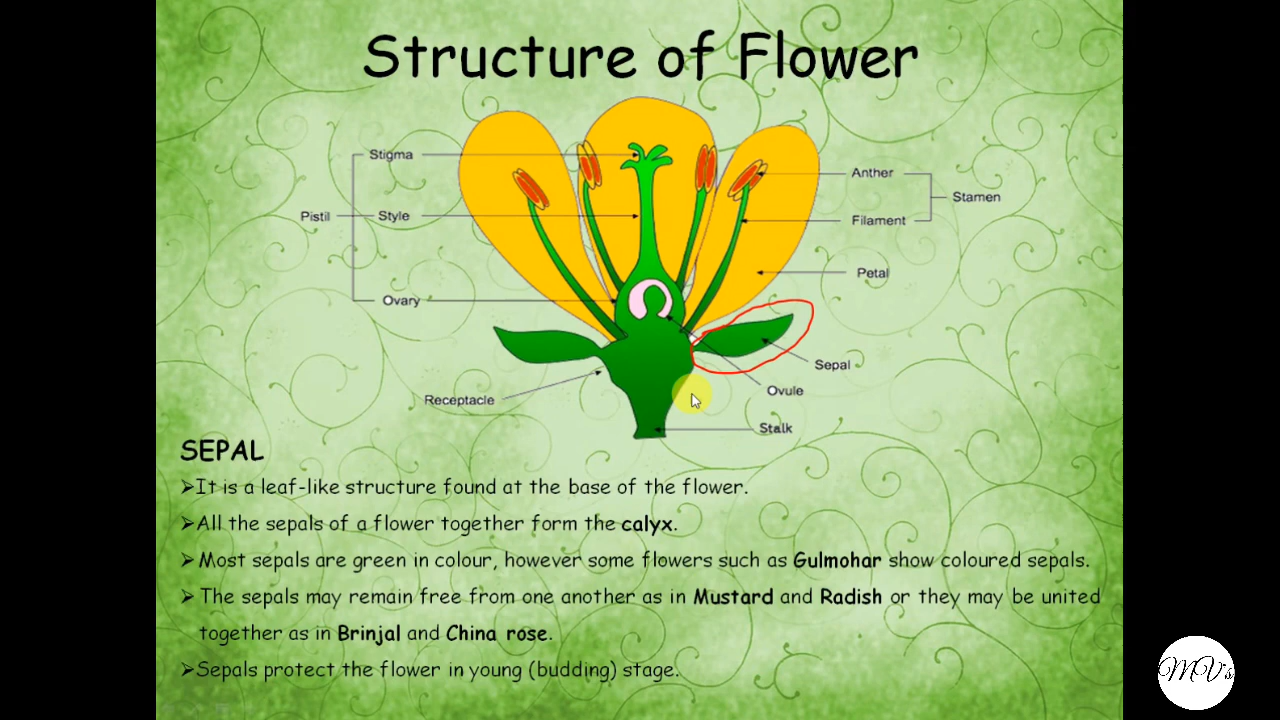 Structure of Flower
Stigma
Anther
Stamen
Pistil
Style
Filament
Petal
Ovary
Sepal
Ovule
Receptacle
Stalk
SEPAL
➢It is a leaf-like structure found at the base of the flower.
➢All the sepals of a flower together form the calyx.
➢Most sepals are green in colour, however some flowers such as Gulmohar show coloured sepals.
➢The sepals may remain free from one another as in Mustard and Radish or they may be united
together as in Brinjal and China rose.
➢Sepals protect the flower in young (budding) stage.
MV's